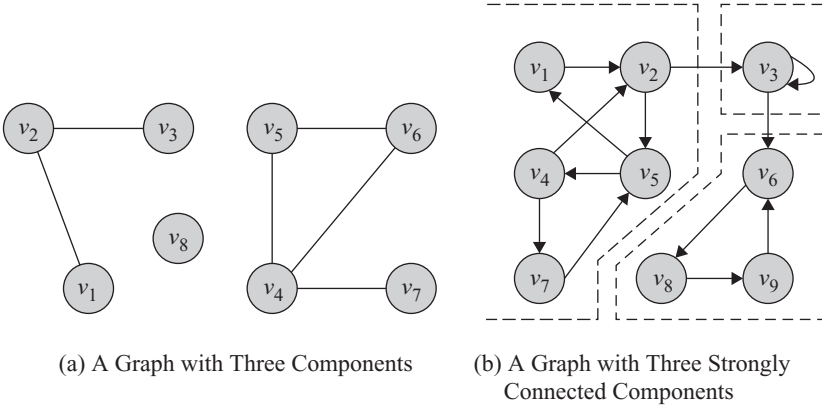 v2
v3
v8
v1
v5
v6
v4
v7
(a) A Graph with Three Components
v1
v2
v3
v4
v5
v6
v7
v8
v9
(b) A Graph with Three Strongly
Connected Components